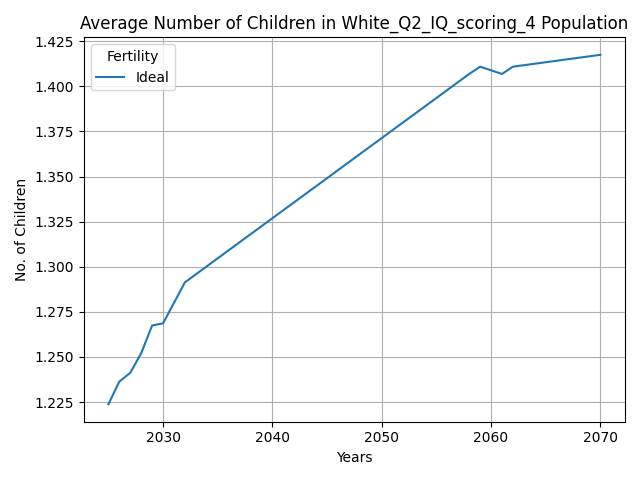 Average Number of Children in White_Q2_IQ_scoring_4 Population
1.425
1.400
1.375
1.350
1.325
1.300
1.275
1.250
1.225
No. of Children
Fertility
Ideal
2030 2040 2050 2060 2070
Years